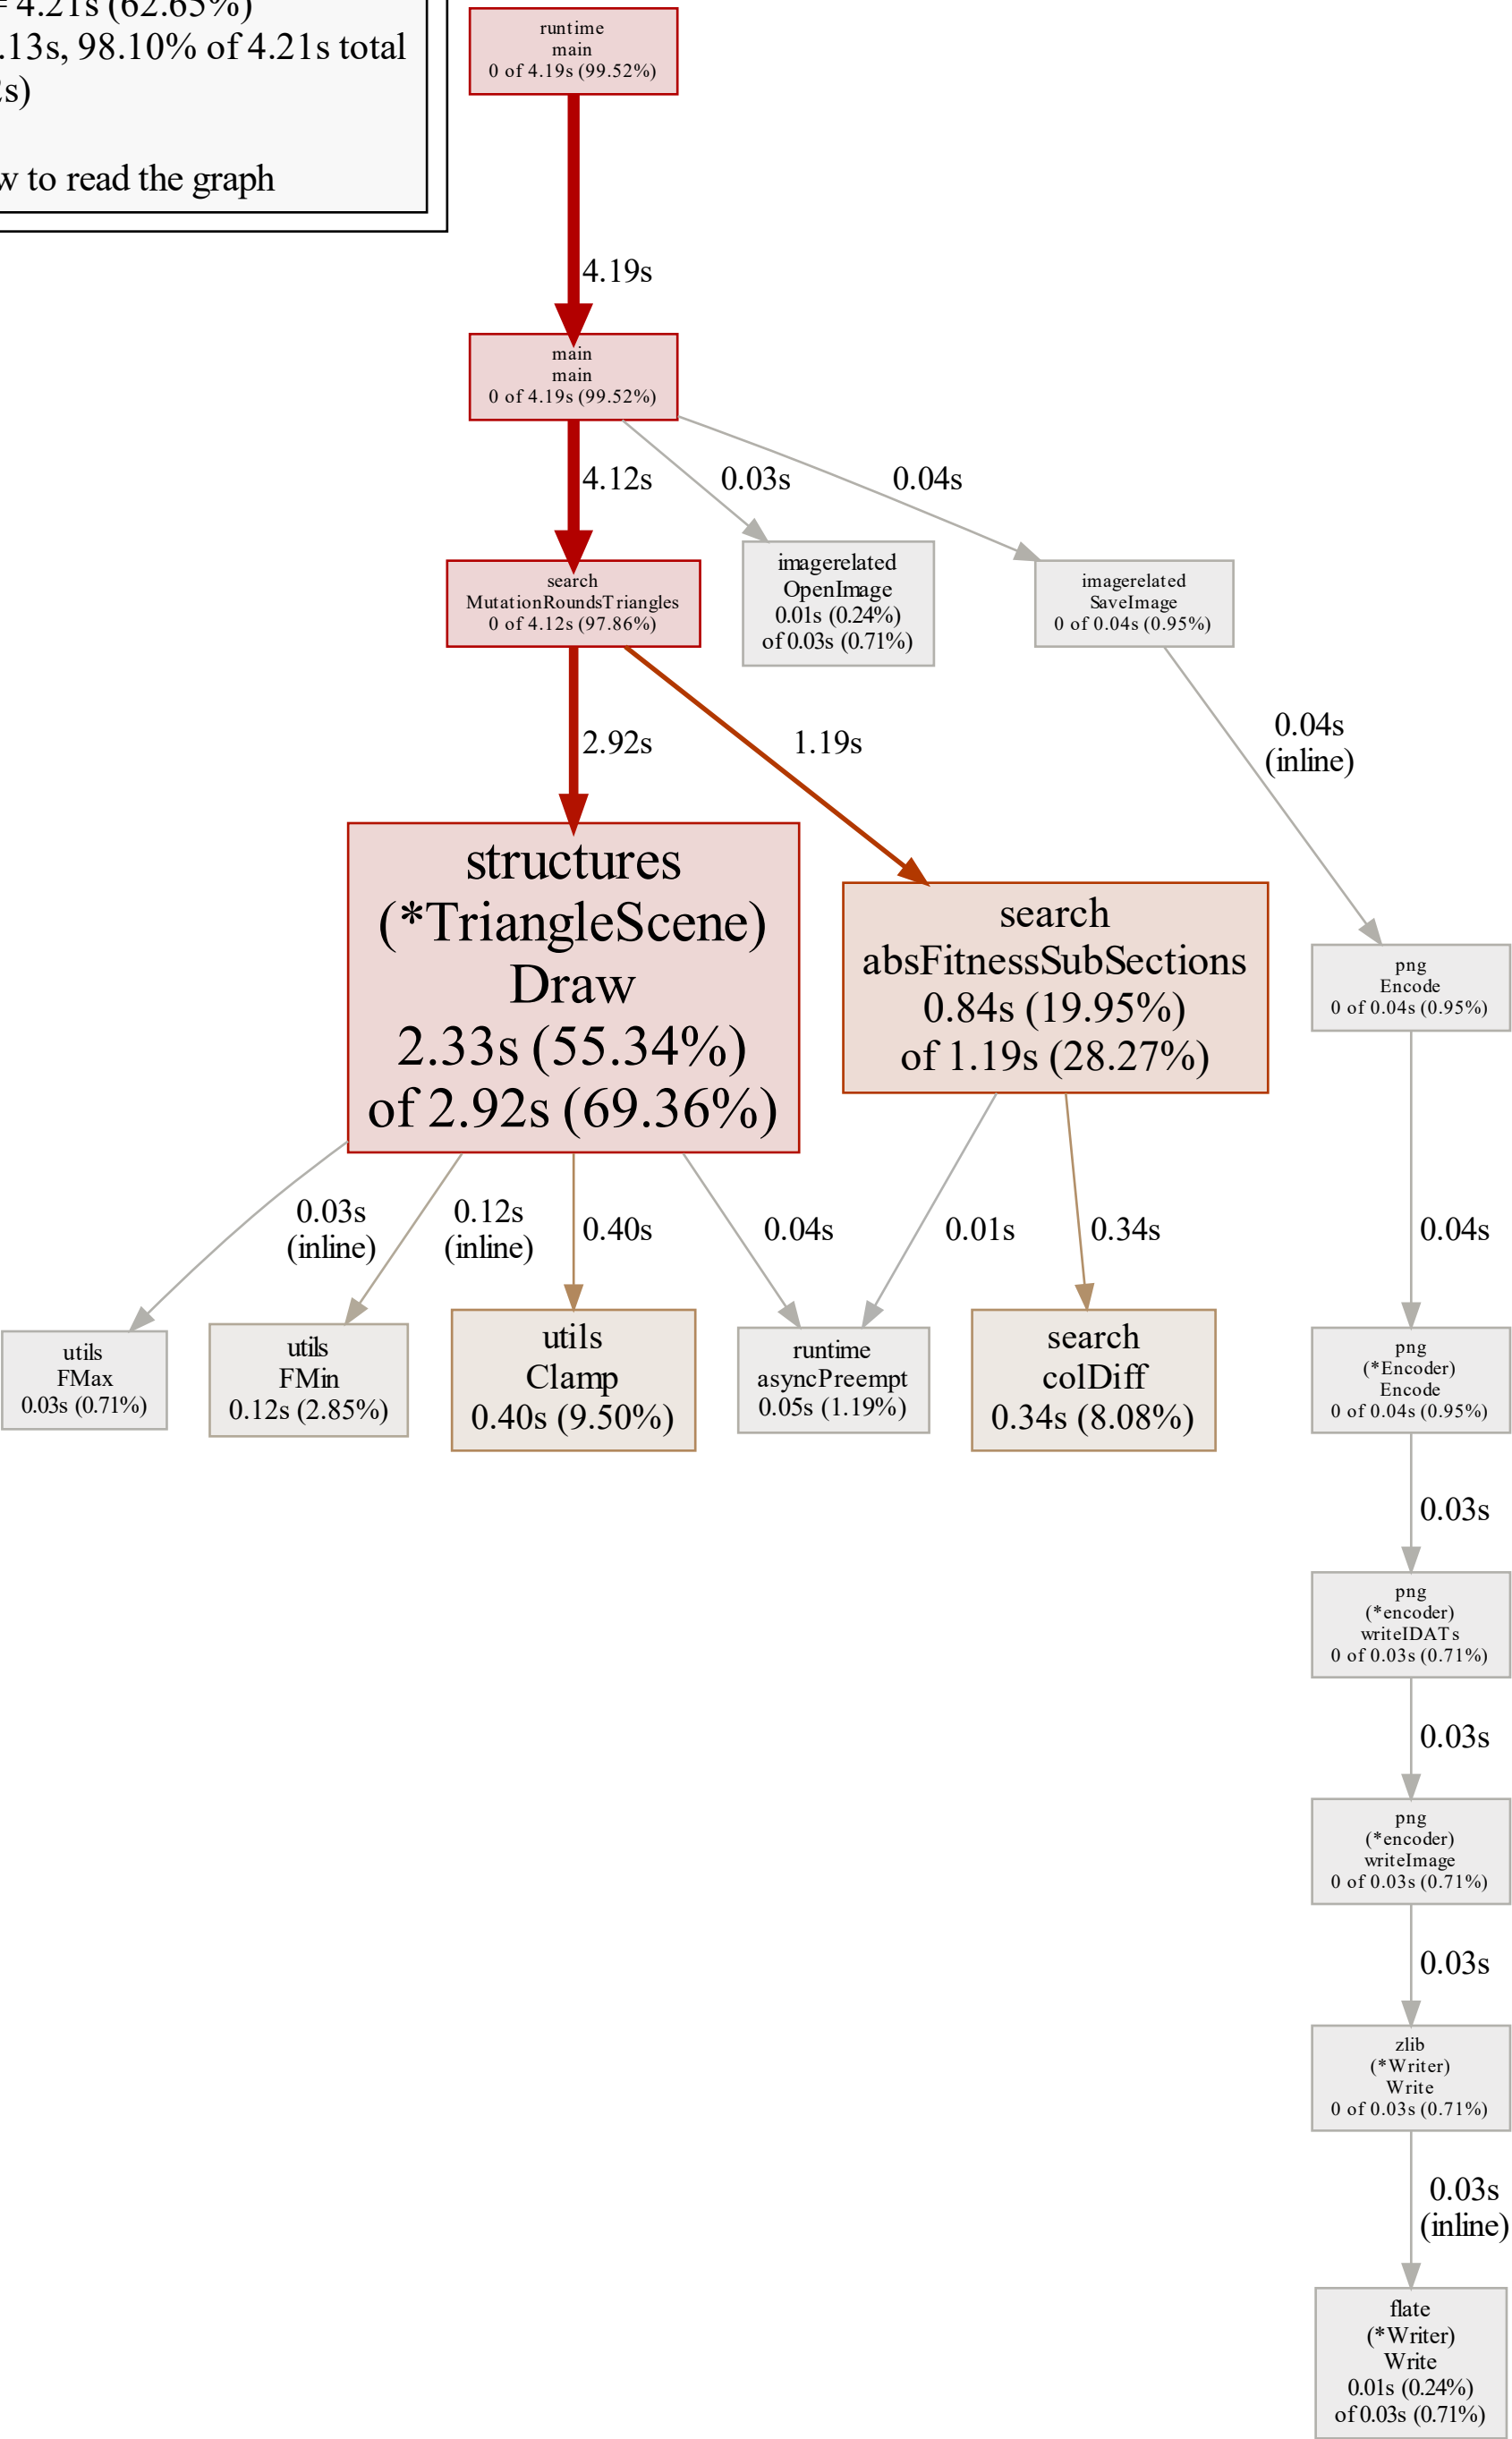 = 4.21s (62.65%)
.13s, 98.10% of 4.21s total
s)
w to read the graph
runtime
main
0 of 4.19s (99.52%)
4.19s
main
main
0 of 4.19s (99.52%)
4.12s
0.03s
0.04s
search
MutationRoundsTriangles
0 of 4.12s (97.86%)
imagerelated
OpenImage
0.01s (0.24%)
of 0.03s (0.71%)
imagerelated
SaveImage
0 of 0.04s (0.95%)
2.92s
1.19s
0.04s
(inline)
structures
(*TriangleScene)
Draw
2.33s (55.34%)
of 2.92s (69.36%)
search
absFitnessSubSections
0.84s (19.95%)
of 1.19s (28.27%)
png
Encode
0 of 0.04s (0.95%)
0.03s
(inline)
0.12s
(inline)
0.40s
0.04s
0.01s
0.34s
0.04s
utils
FMax
0.03s (0.71%)
utils
FMin
0.12s (2.85%)
utils
Clamp
0.40s (9.50%)
runtime
asyncPreempt
0.05s (1.19%)
search
colDiff
0.34s (8.08%)
png
(*Encoder)
Encode
0 of 0.04s (0.95%)
0.03s
png
(*encoder)
writeIDATs
0 of 0.03s (0.71%)
0.03s
png
(*encoder)
writeImage
0 of 0.03s (0.71%)
0.03s
zlib
(*Writer)
Write
0 of 0.03s (0.71%)
0.03s
(inline)
flate
(*Writer)
Write
0.01s (0.24%)
of 0.03s (0.71%)